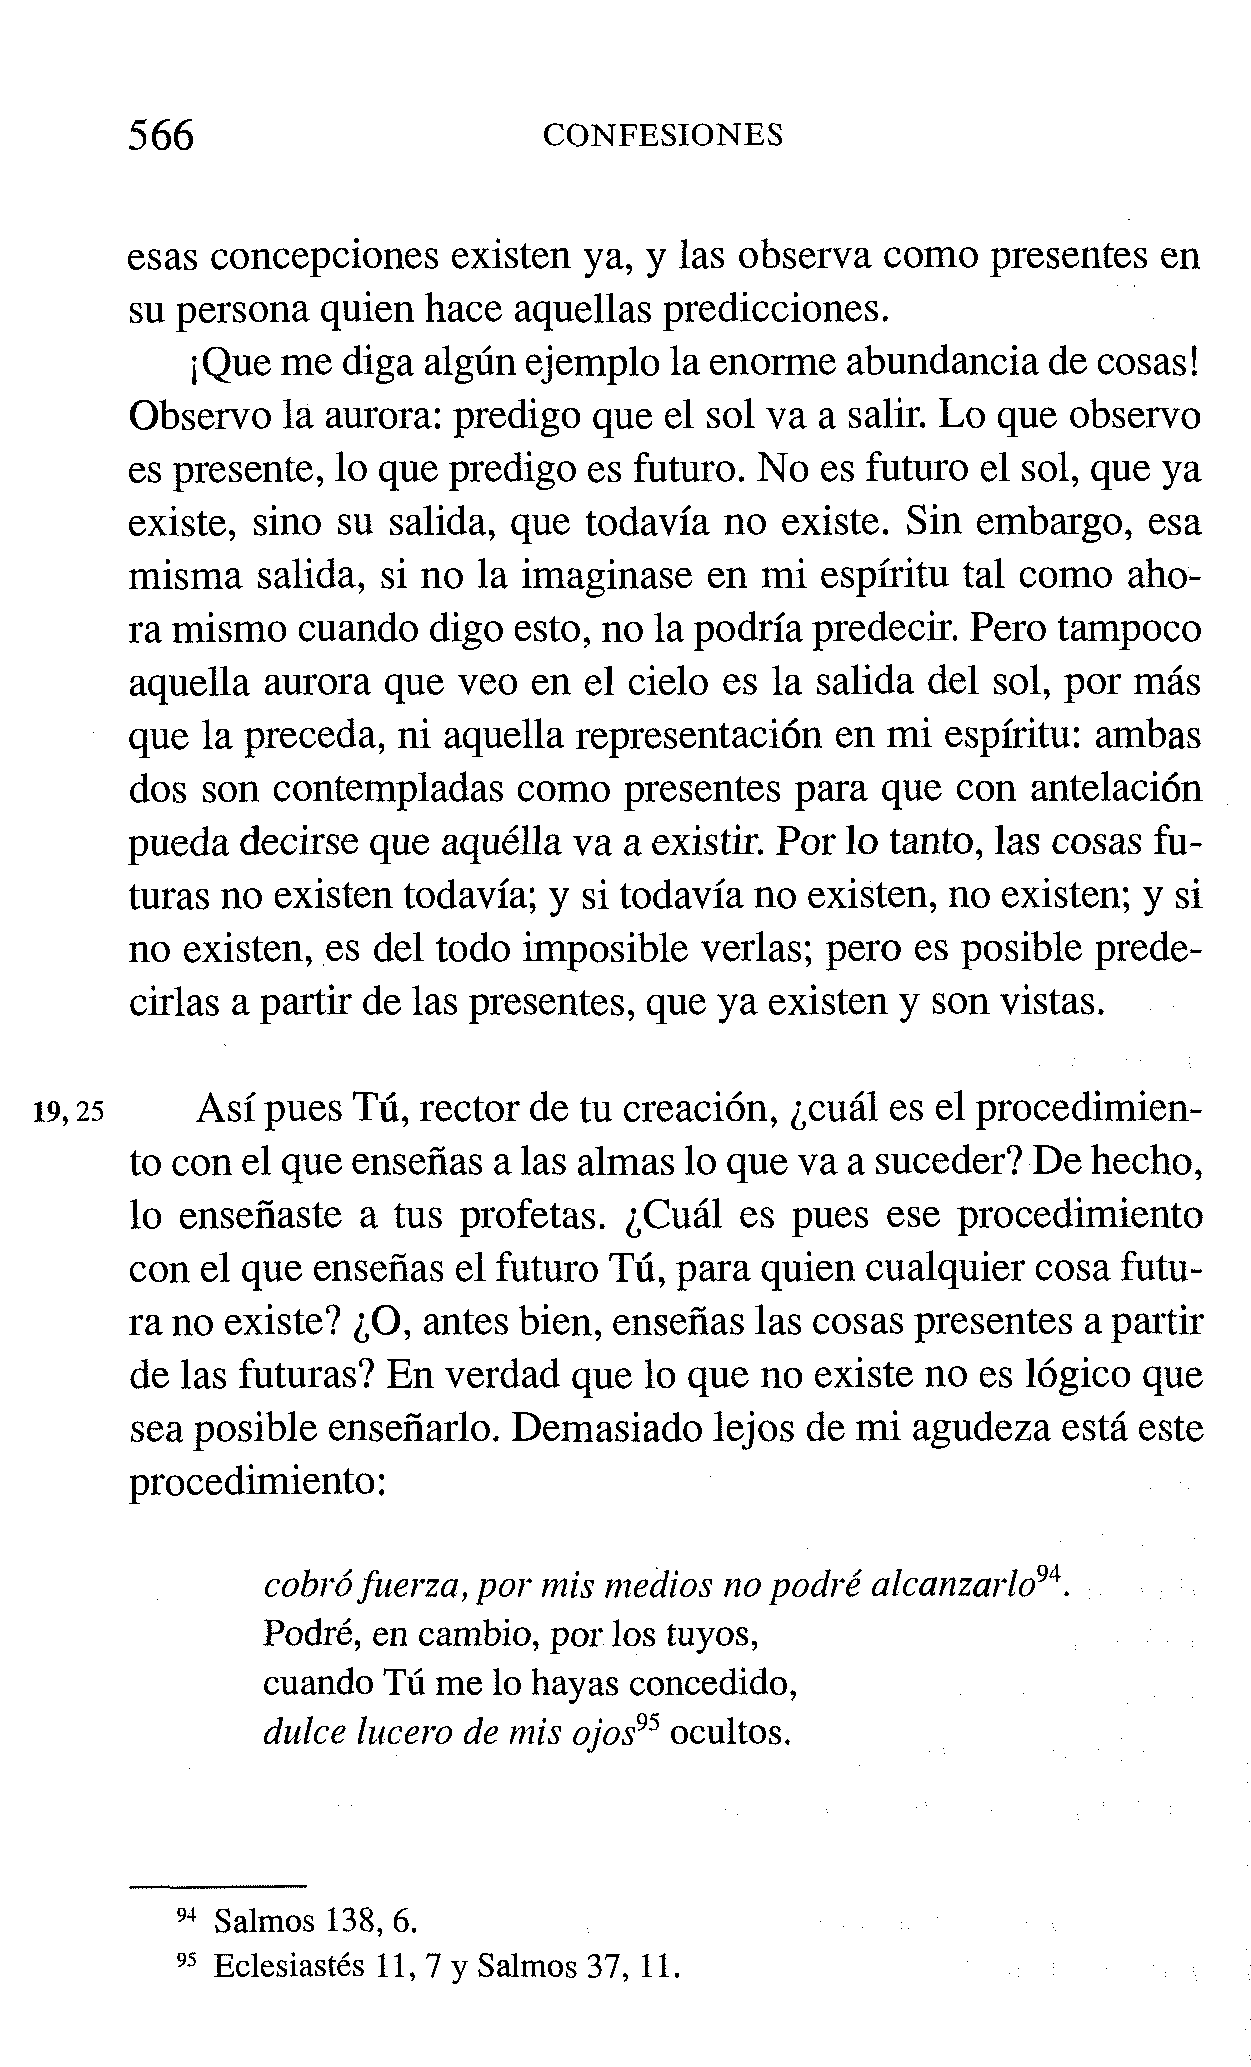 566 CONFESIONES
esas concepciones existen ya, y las observa como presentes en
su persona quien hace aquellas predicciones.
¡Que me diga algún ejemplo la enorme abundancia de cosas!
Observo la aurora: predigo que el sol va a salir. Lo que observo
es presente, lo que predigo es futuro. No es futuro el sol, que ya
existe, sino su salida, que todavía no existe. Sin embargo, esa
misma salida, si no la imaginase en mi espíritu tal como aho-
ra mismo cuando digo esto, no la podría predecir. Pero tampoco
aquella aurora que veo en el cielo es la salida del sol, por más
que la preceda, ni aquella representación en mi espíritu: ambas
dos son contempladas como presentes para que con antelación
pueda decirse que aquélla va a existir. Por lo tanto, las cosas fu-
turas no existen todavía; y si todavía no existen, no existen; y si
no existen, es del todo imposible verlas; pero es posible prede-
cirlas a partir de las presentes, que ya existen y son vistas.
19, 25 Así pues Tú, rector de tu creación, ¿cuál es el procedimien-
to con el que enseñas a las almas lo que va a suceder? De hecho,
lo enseñaste a tus profetas. ¿Cuál es pues ese procedimiento
con el que enseñas el futuro Tú, para quien cualquier cosa futu-
ra no existe? ¿O, antes bien, enseñas las cosas presentes a partir
de las futuras? En verdad que lo que no existe no es lógico que
sea posible enseñarlo. Demasiado lejos de mi agudeza está este
procedimiento:
cobró fuerza, por mis medios no podré alcanzarlo⁹⁴.
Podré, en cambio, por los tuyos,
cuando Tú me lo hayas concedido,
dulce lucero de mis ojos⁹⁵ ocultos.
⁹⁴ Salmos 138, 6.
⁹⁵ Eclesiastés 11, 7 y Salmos 37, 11.